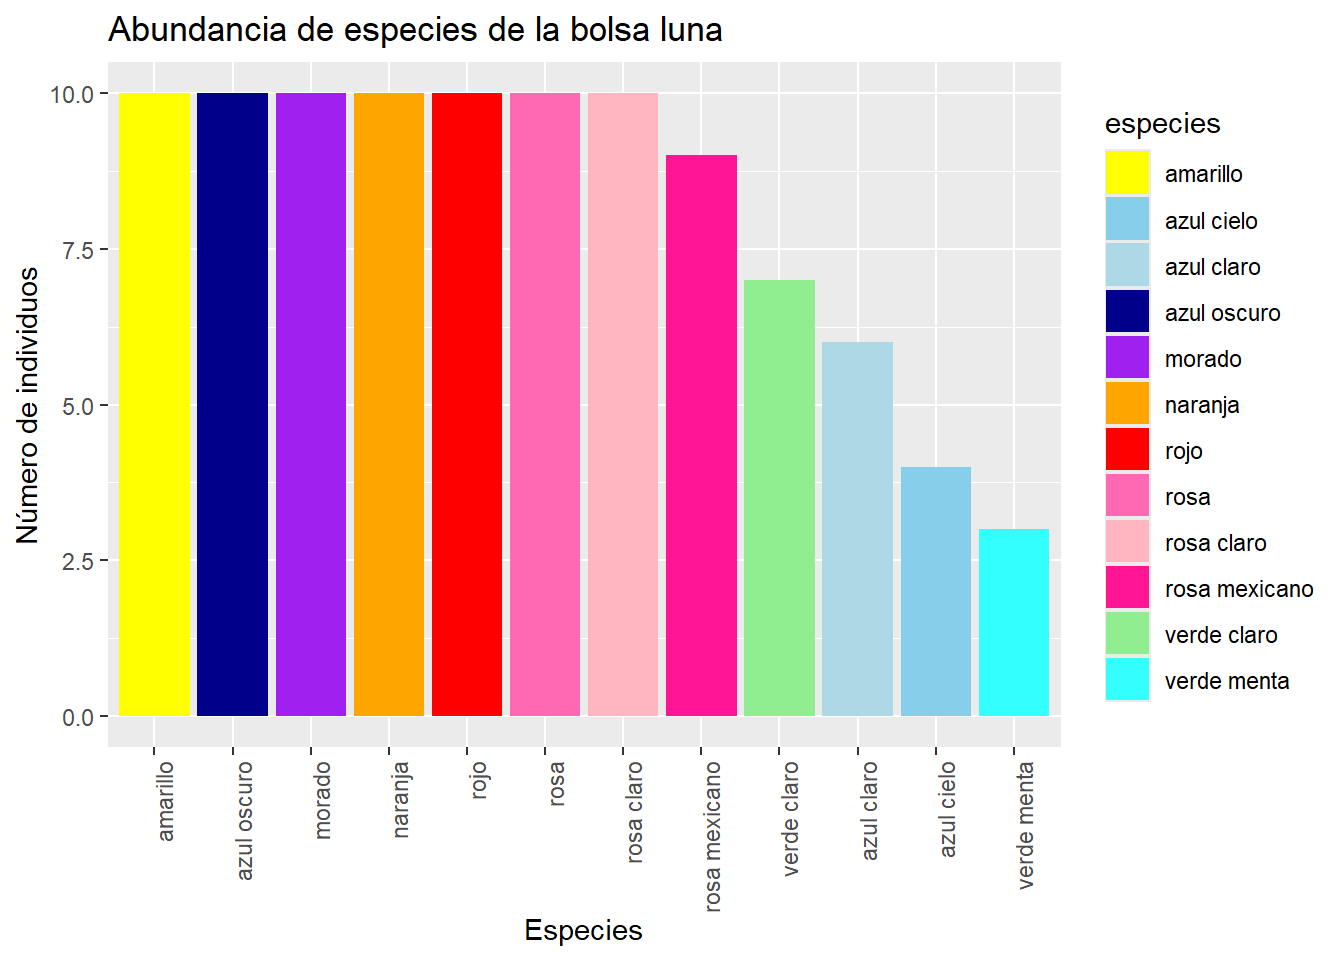 Abundancia de especies de la bolsa luna
Número de individuos
10.0
7.5
5.0
2.5
0.0
amarillo
azul oscuro
morado
naranja
rojo
rosa
rosa claro
rosa mexicano
verde claro
azul claro
azul cielo
verde menta
Especies
especies
amarillo
azul cielo
azul claro
azul oscuro
morado
naranja
rojo
rosa
rosa claro
rosa mexicano
verde claro
verde menta